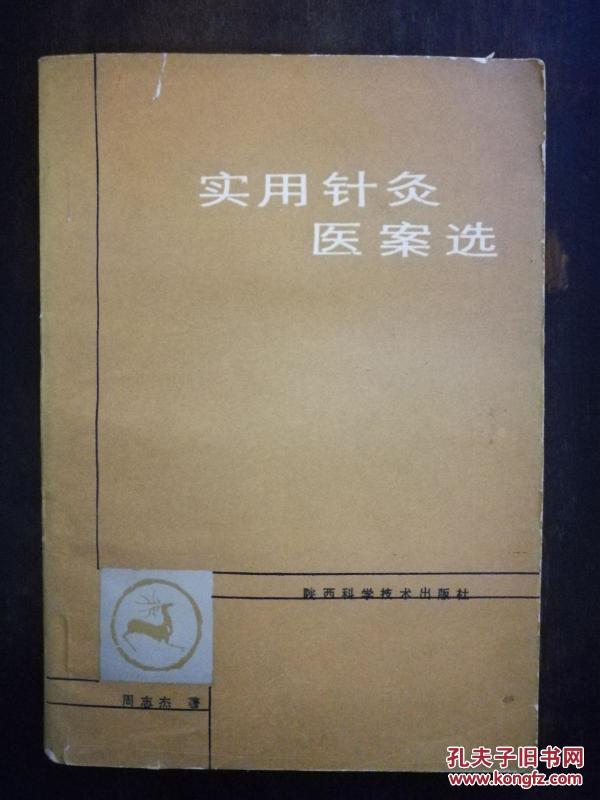 实用针灸
医案选
陕西科学技术出版社
周志杰 著
孔夫子旧书网
www.kongfz.com